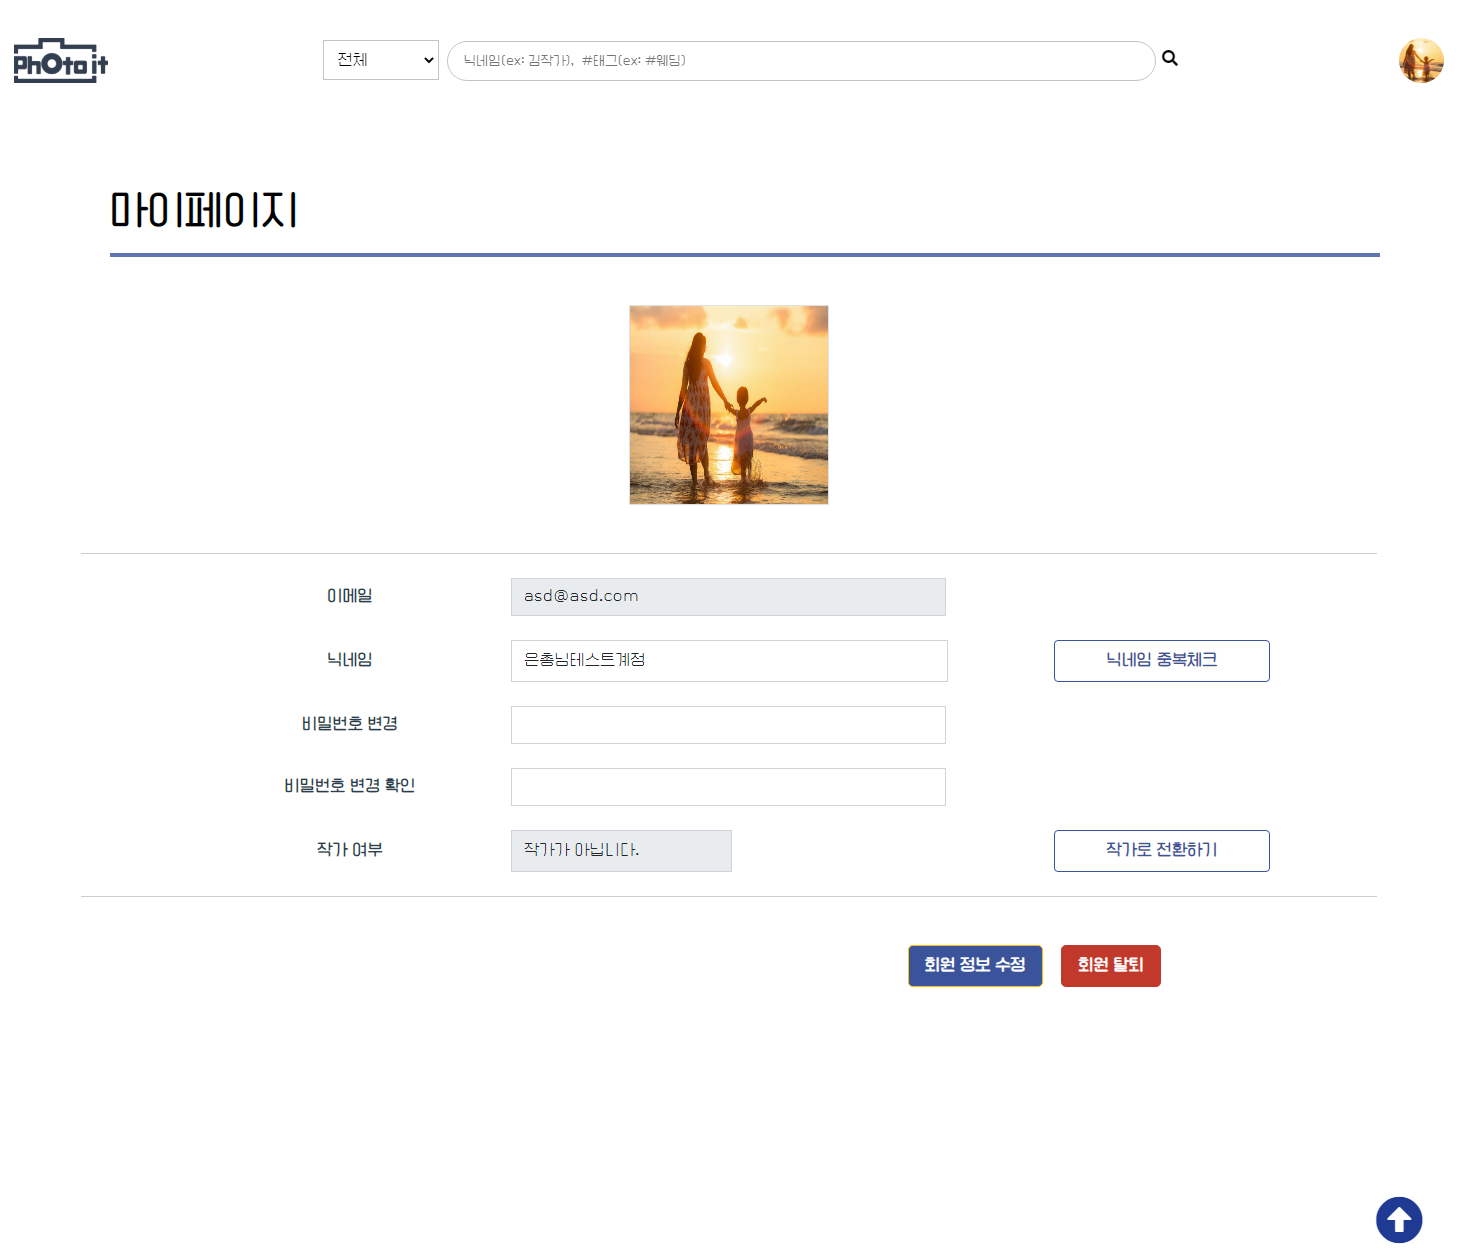 PhOto it
전체
닉네임(ex: 김작가), #태그(ex: #웨딩)
마이페이지
이메일
asd@asd.com
닉네임
은총님테스트계정
닉네임 중복체크
비밀번호 변경
비밀번호 변경 확인
작가 여부
작가가 아닙니다.
작가로 전환하기
회원 정보 수정
회원 탈퇴